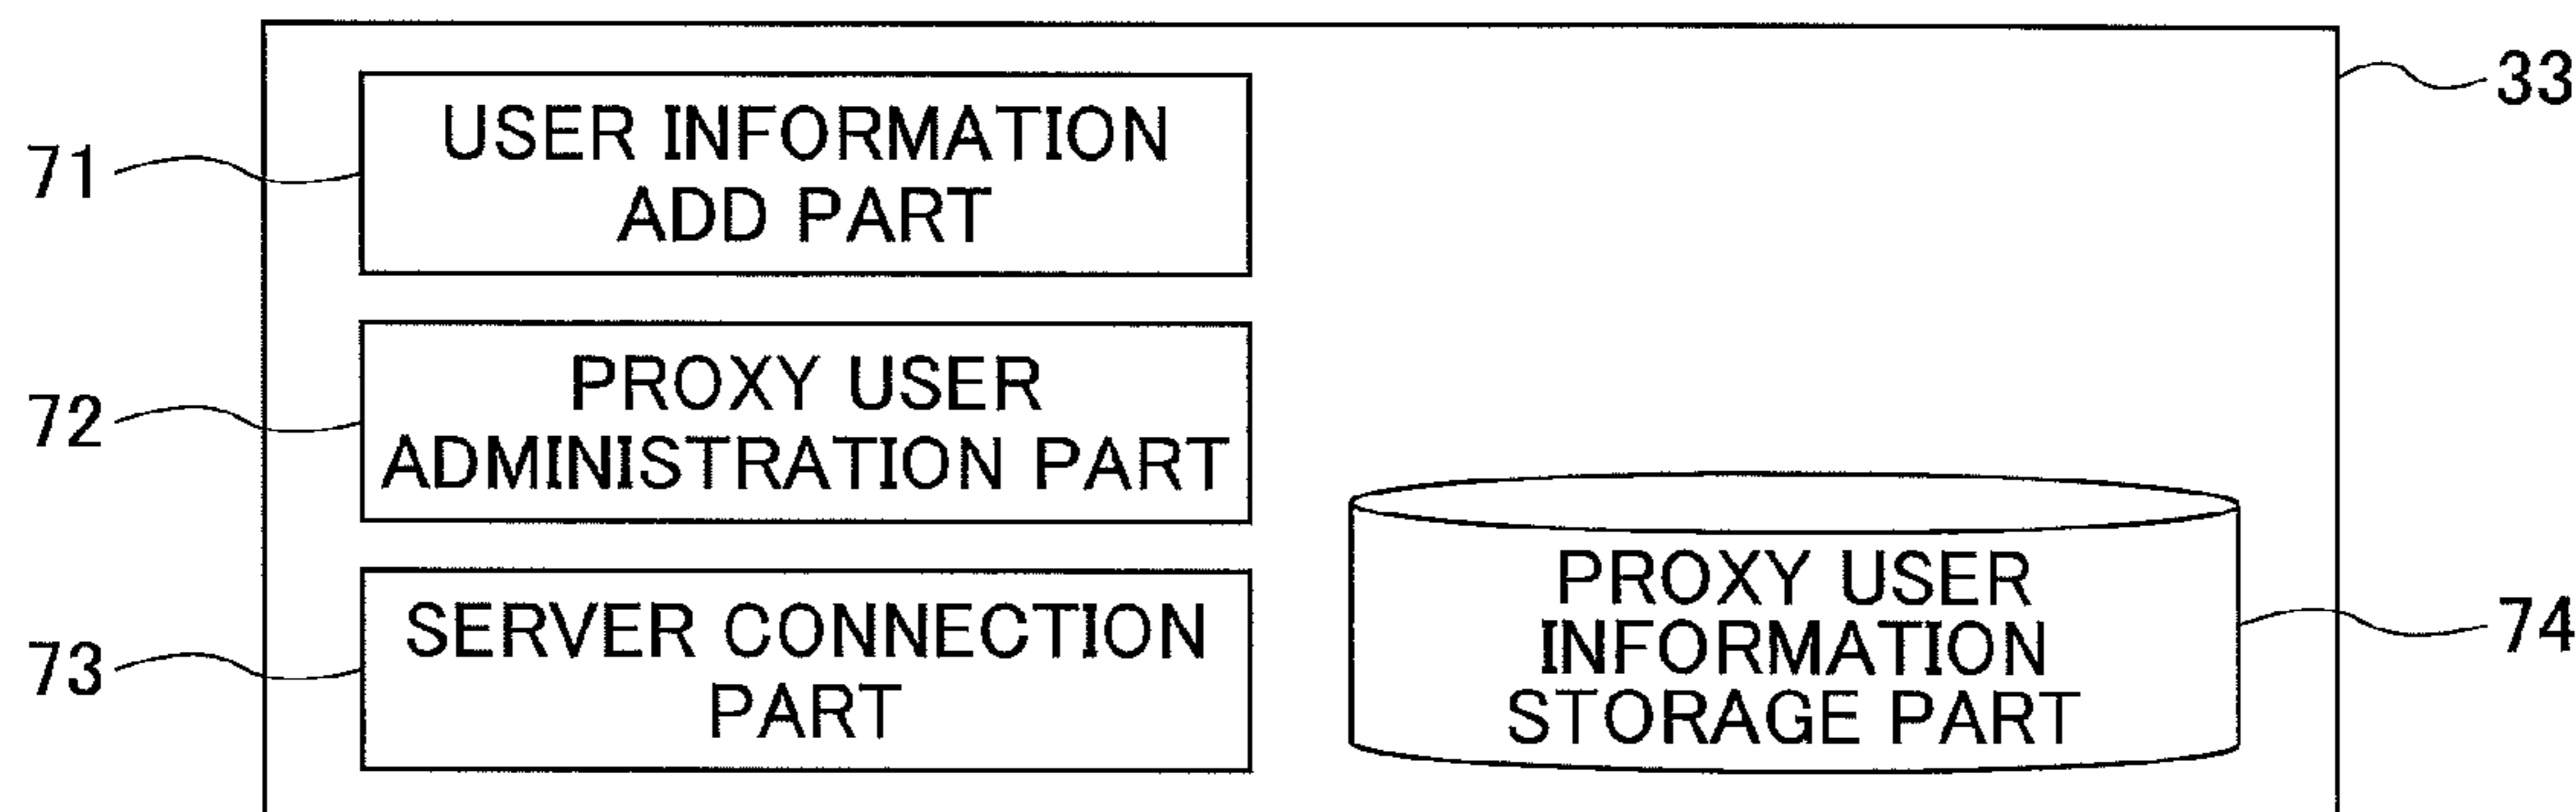 33
71
USER INFORMATION
ADD PART
72
PROXY USER
ADMINISTRATION PART
73
SERVER CONNECTION
PART
PROXY USER
INFORMATION
STORAGE PART
74